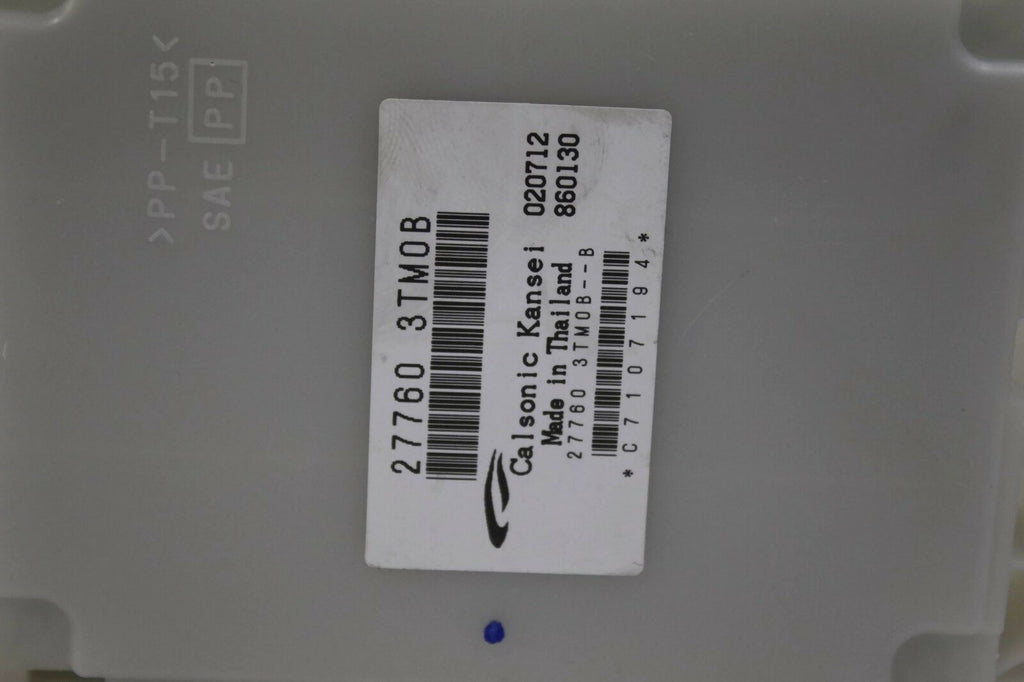 >PP-T15<
SAE PP
27760 3TM0B
Calsonic Kansei 020712
Made in Thailand 860130
27760 3TM0B--B
*C7107194*